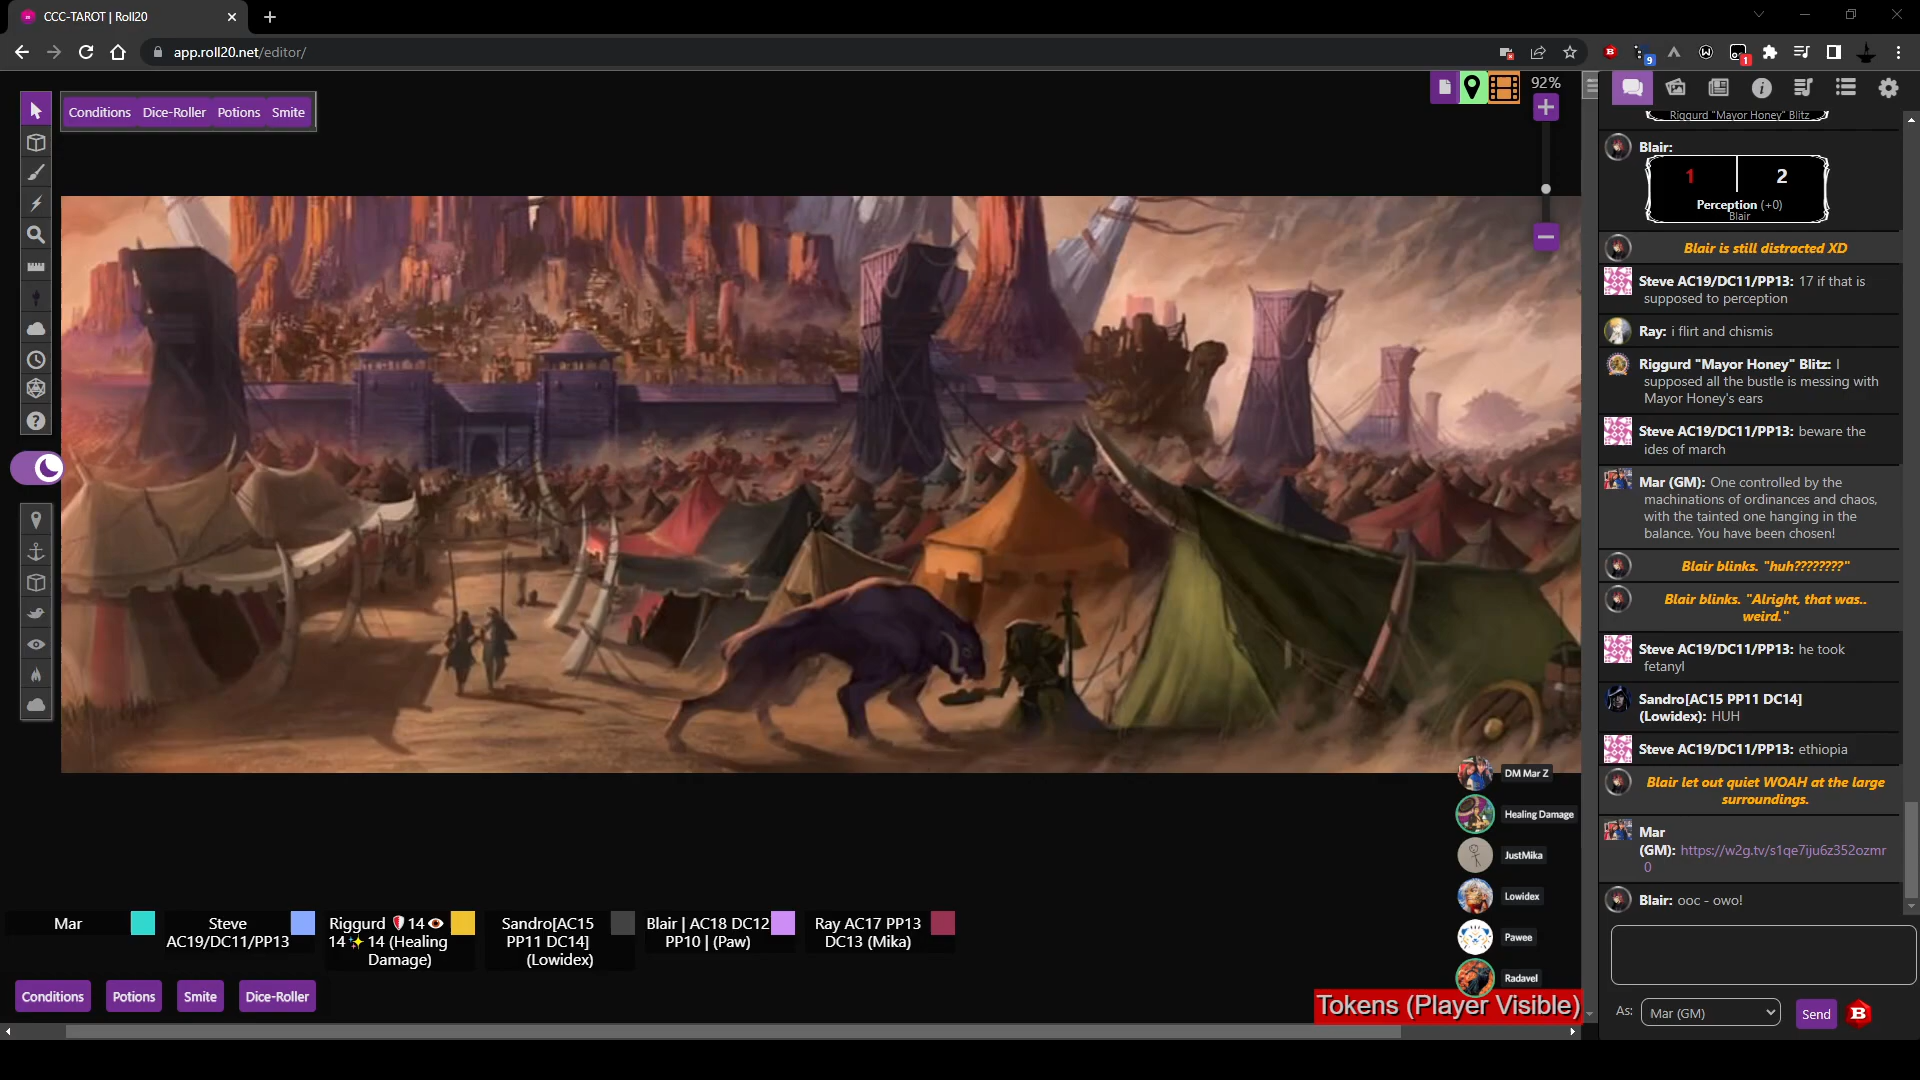 CCC-TAROT | Roll20
app.roll20.net/editor/
9
1
Conditions Dice-Roller Potions Smite
92%
Riggurd "Mayor Honey" Blitz
Blair:
1 2
Perception (+0)
Blair
Blair is still distracted XD
Steve AC19/DC11/PP13: 17 if that is
supposed to perception
Ray: i flirt and chismis
Riggurd "Mayor Honey" Blitz: I
supposed all the bustle is messing with
Mayor Honey's ears
Steve AC19/DC11/PP13: beware the
ides of march
Mar (GM): One controlled by the
machinations of ordinances and chaos,
with the tainted one hanging in the
balance. You have been chosen!
Blair blinks. "huh????????"
Blair blinks. "Alright, that was..
weird."
Steve AC19/DC11/PP13: he took
fetanyl
Sandro[AC15 PP11 DC14]
(Lowidex): HUH
Steve AC19/DC11/PP13: ethiopia
Blair let out quiet WOAH at the large
surroundings.
Mar
(GM): https://w2g.tv/s1qe7iju6z352ozmr
0
Blair: ooc - owo!
As: Mar (GM) Send B
DM Mar Z
Healing Damage
JustMika
Lowidex
Pawee
Radavel
Mar
Steve
AC19/DC11/PP13
Riggurd 🛡14👁
14✨14 (Healing
Damage)
Sandro[AC15
PP11 DC14]
(Lowidex)
Blair | AC18 DC12
PP10 | (Paw)
Ray AC17 PP13
DC13 (Mika)
Conditions Potions Smite Dice-Roller
Tokens (Player Visible)